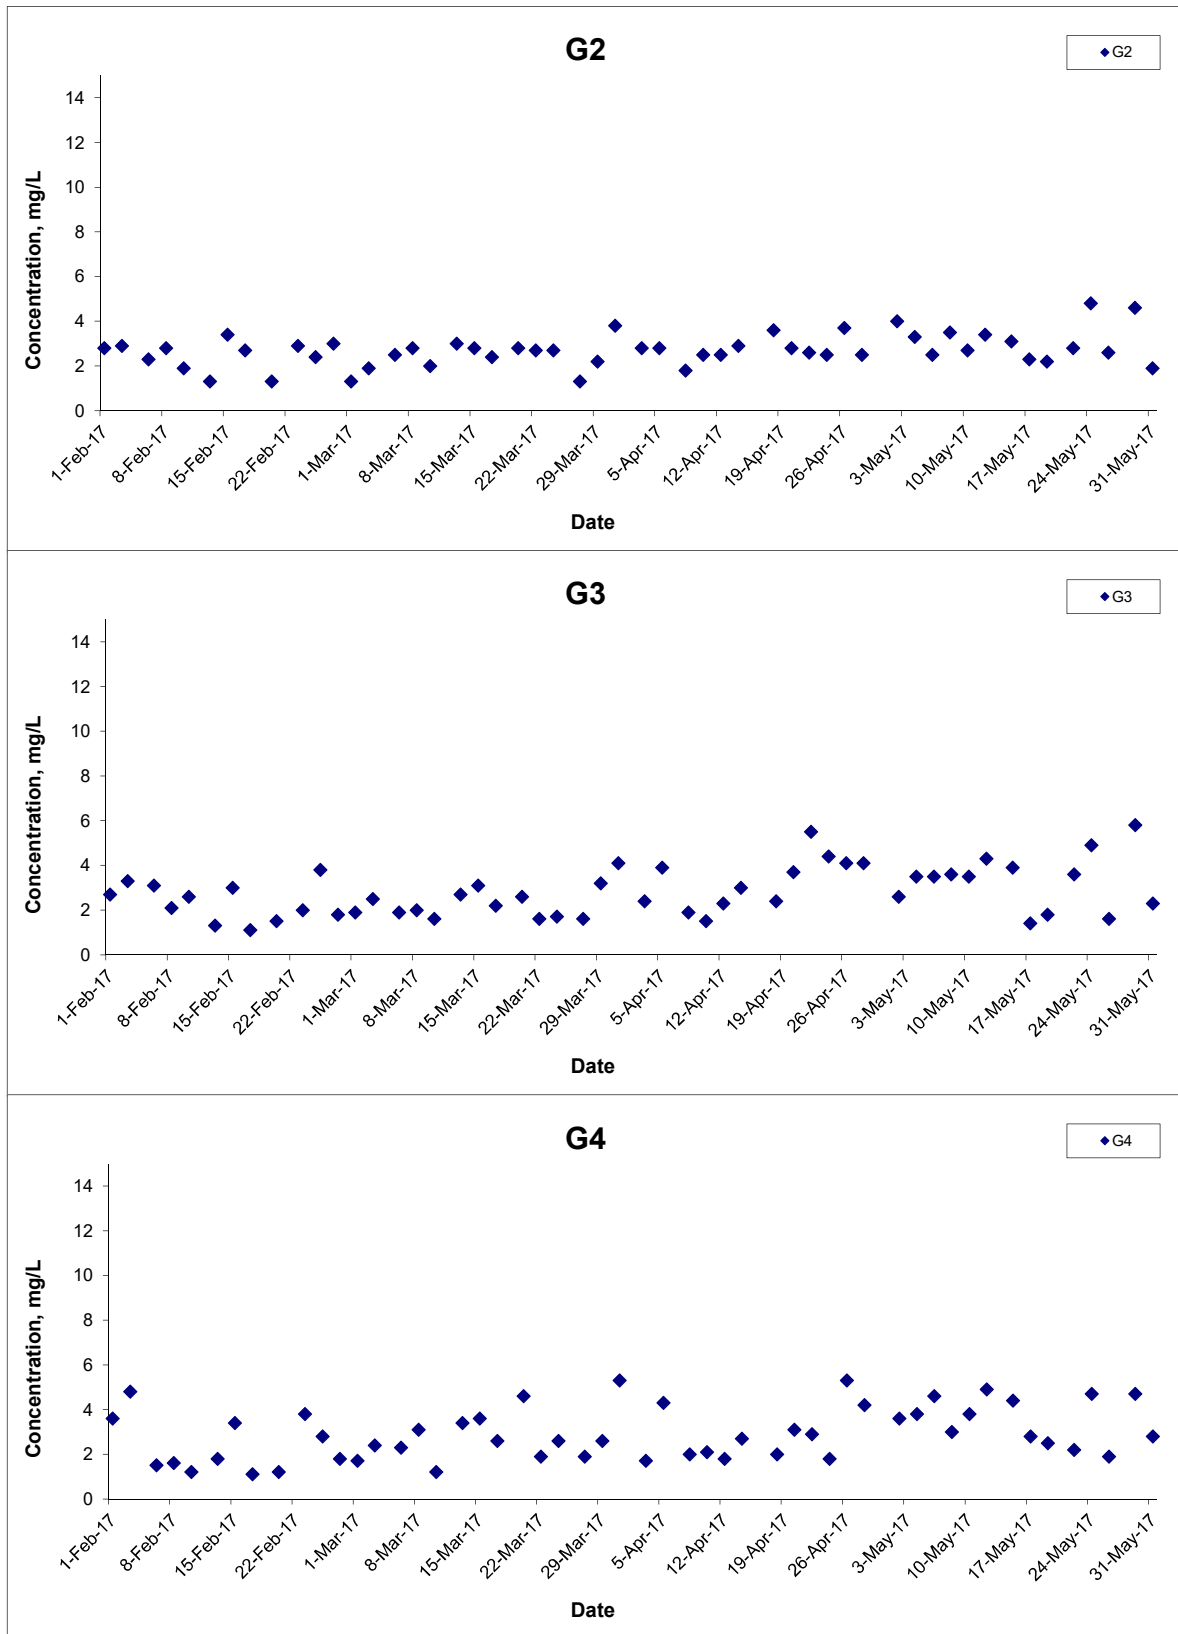 G2
G2
Concentration, mg/L
14
12
10
8
6
4
2
0
1-Feb-17
8-Feb-17
15-Feb-17
22-Feb-17
1-Mar-17
8-Mar-17
15-Mar-17
22-Mar-17
29-Mar-17
5-Apr-17
12-Apr-17
19-Apr-17
26-Apr-17
3-May-17
10-May-17
17-May-17
24-May-17
31-May-17
Date
G3
G3
Concentration, mg/L
14
12
10
8
6
4
2
0
1-Feb-17
8-Feb-17
15-Feb-17
22-Feb-17
1-Mar-17
8-Mar-17
15-Mar-17
22-Mar-17
29-Mar-17
5-Apr-17
12-Apr-17
19-Apr-17
26-Apr-17
3-May-17
10-May-17
17-May-17
24-May-17
31-May-17
Date
G4
G4
Concentration, mg/L
14
12
10
8
6
4
2
0
1-Feb-17
8-Feb-17
15-Feb-17
22-Feb-17
1-Mar-17
8-Mar-17
15-Mar-17
22-Mar-17
29-Mar-17
5-Apr-17
12-Apr-17
19-Apr-17
26-Apr-17
3-May-17
10-May-17
17-May-17
24-May-17
31-May-17
Date